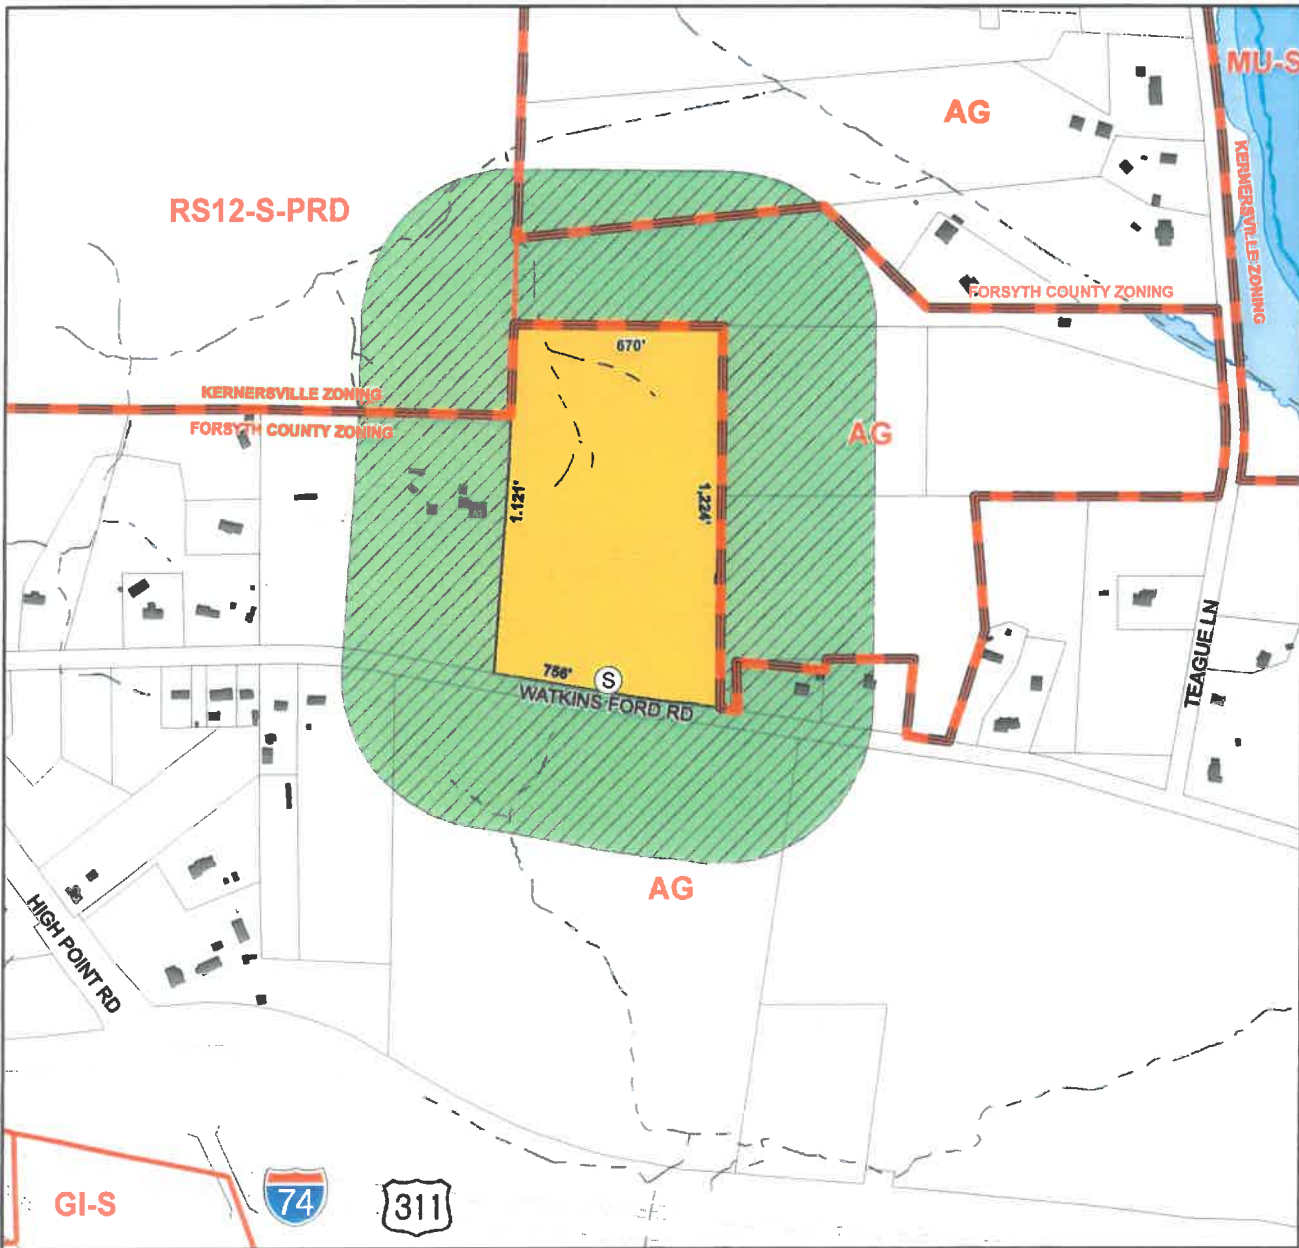 MU-S
AG
KERNERSVILLE ZONING
RS12-S-PRD
FORSYTH COUNTY ZONING
670'
KERNERSVILLE ZONING
FORSYTH COUNTY ZONING
AG
1,121'
1,224'
TEAGUE LN
756'
S
WATKINS FORD RD
AG
HIGH POINT RD
GI-S
74
311